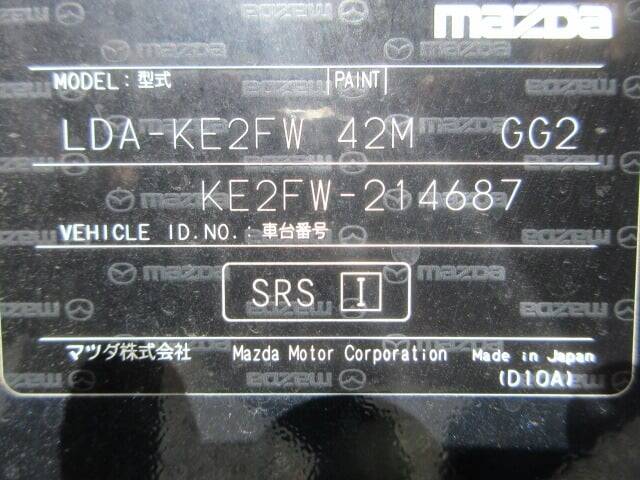 mazda
MODEL: 型式 PAINT
LDA-KE2FW 42M GG2
KE2FW-214687
VEHICLE ID.NO.: 車台番号
SRS I
マツダ株式会社 Mazda Motor Corporation Made in Japan
(D10A)